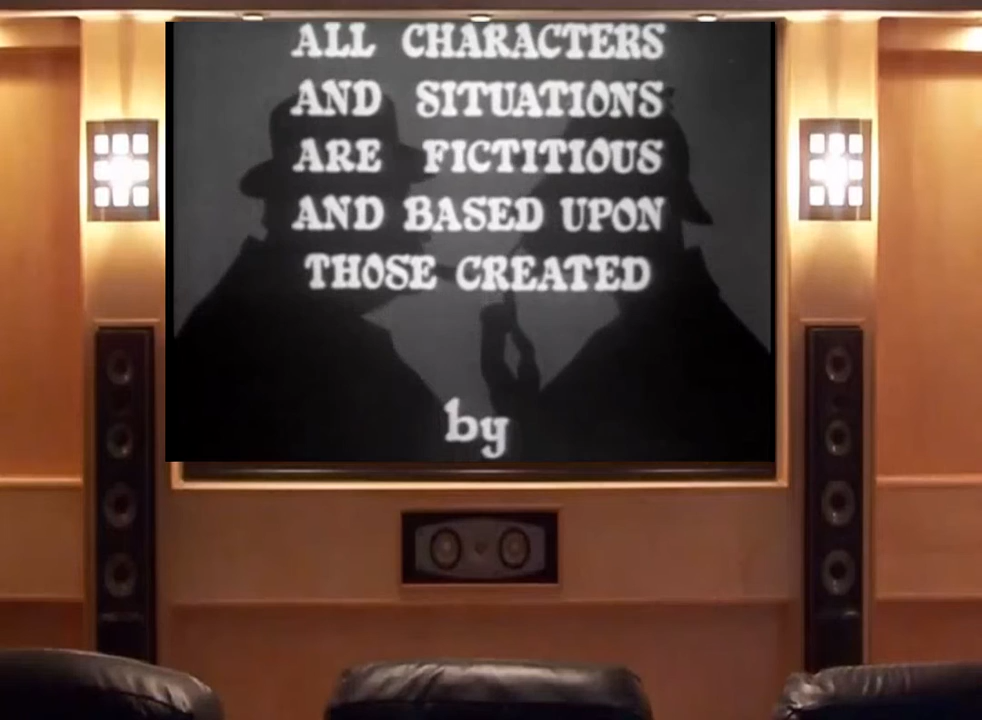 ALL CHARACTERS
AND SITUATIONS
ARE FICTITIOUS
AND BASED UPON
THOSE CREATED
by